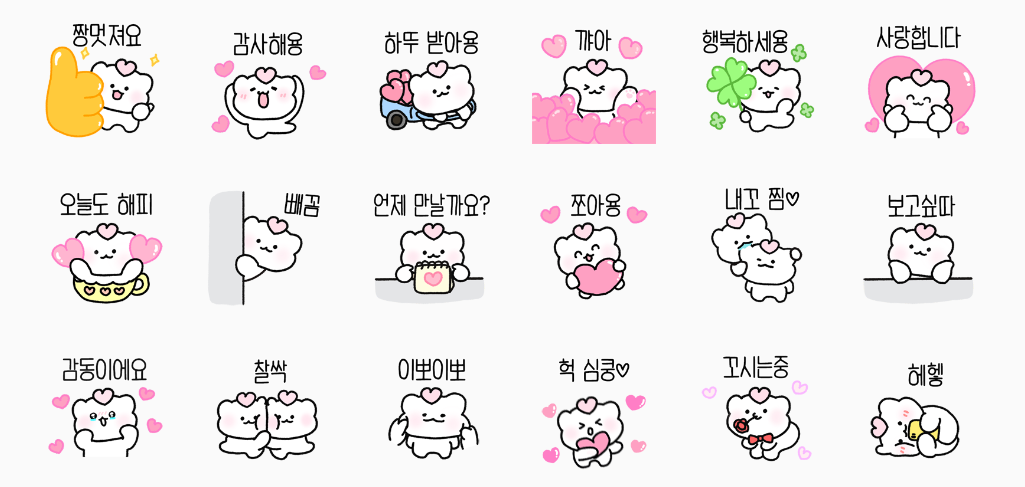 짱멋져요
감사해용
하뚜 받아용
꺄아
행복하세용
사랑합니다
오늘도 해피
빼꼼
언제 만날까요?
쪼아용
내꼬 찜♡
보고싶따
감동이에요
찰싹
이뽀이뽀
헉 심쿵♡
꼬시는중
헤헿